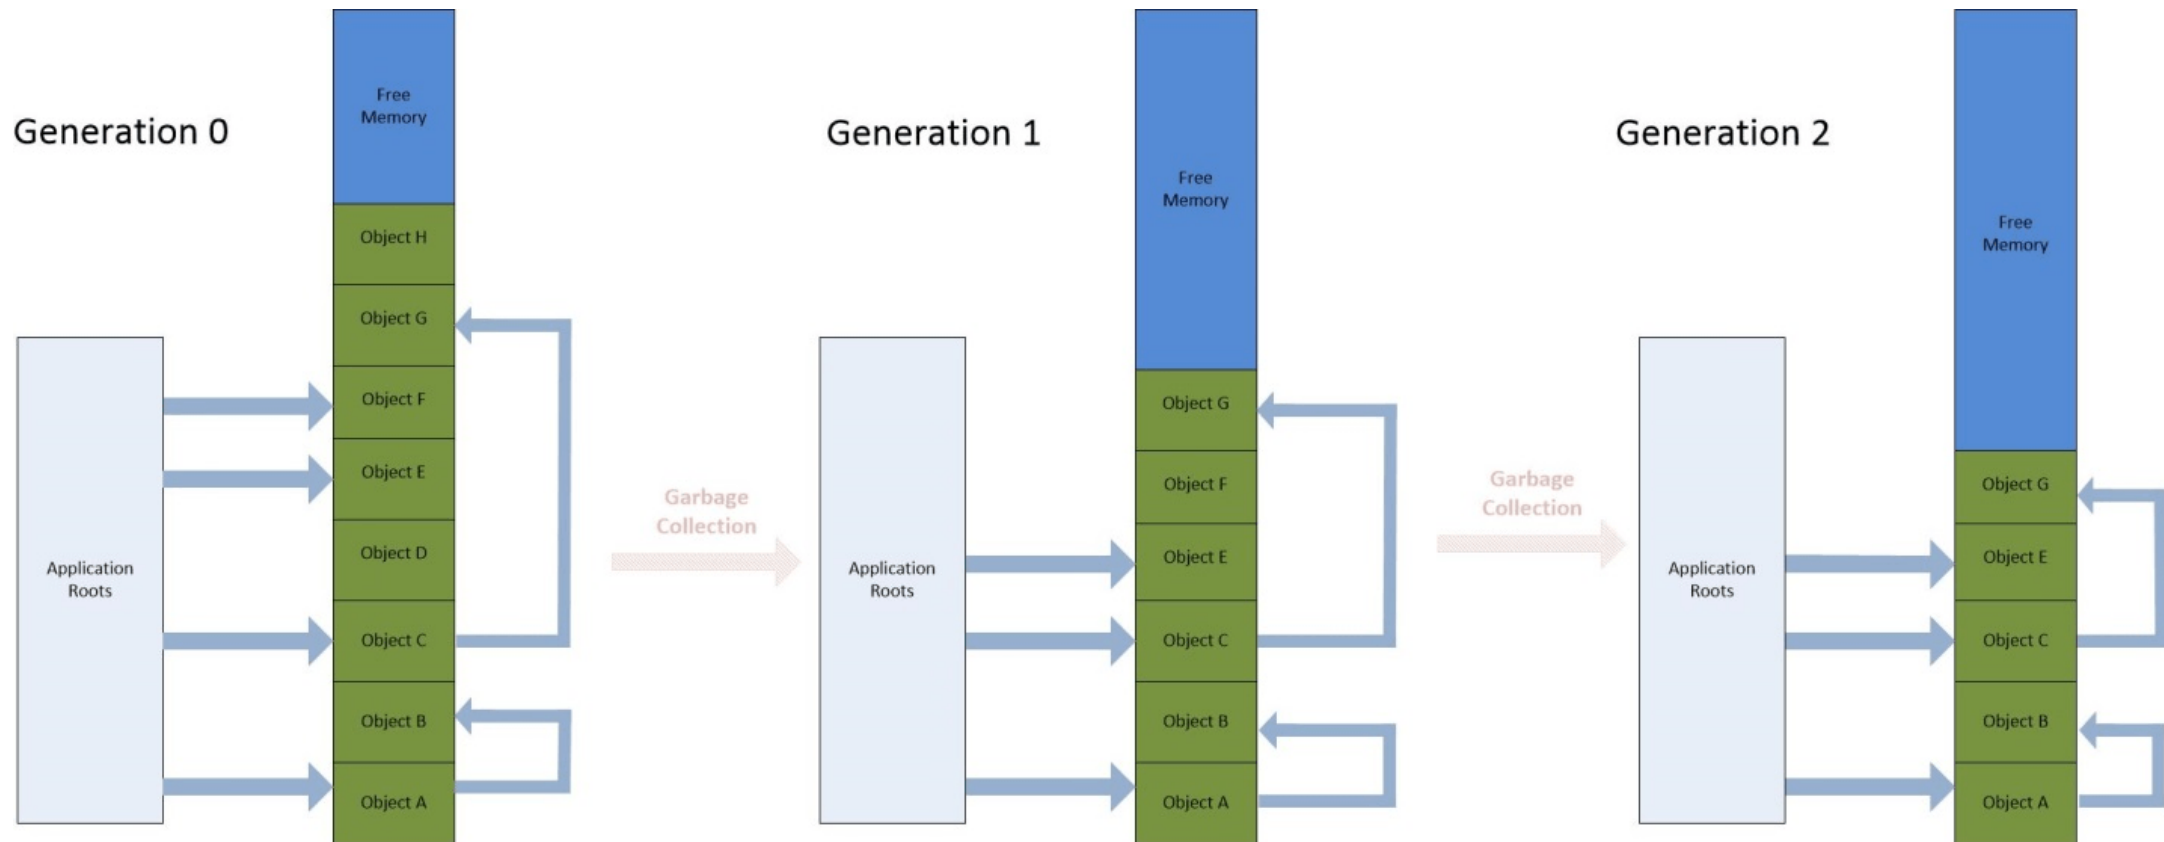 Generation 0
Free
Memory
Object H
Object G
Object F
Object E
Object D
Object C
Object B
Object A
Application
Roots
Garbage
Collection
Generation 1
Free
Memory
Object G
Object F
Object E
Object C
Object B
Object A
Application
Roots
Garbage
Collection
Generation 2
Free
Memory
Object G
Object E
Object C
Object B
Object A
Application
Roots